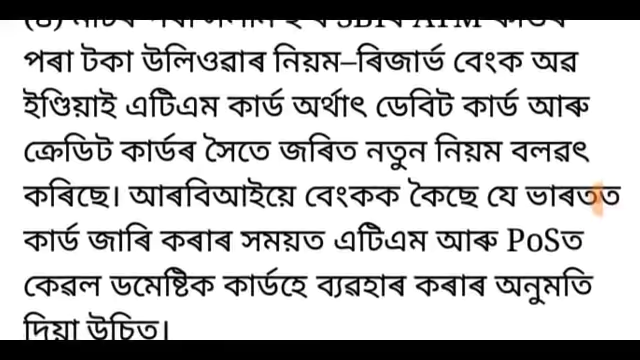 পৰা টকা উলিওৱাৰ নিয়ম–ৰিজাৰ্ভ বেংক অৱ
ইণ্ডিয়াই এটিএম কাৰ্ড অৰ্থাৎ ডেবিট কাৰ্ড আৰু
ক্ৰেডিট কাৰ্ডৰ সৈতে জৰিত নতুন নিয়ম বলৱৎ
কৰিছে। আৰবিআইয়ে বেংকক কৈছে যে ভাৰতত
কাৰ্ড জাৰি কৰাৰ সময়ত এটিএম আৰু PoSত
কেৱল ডমেষ্টিক কাৰ্ডহে ব্যৱহাৰ কৰাৰ অনুমতি
দিয়া উচিত।